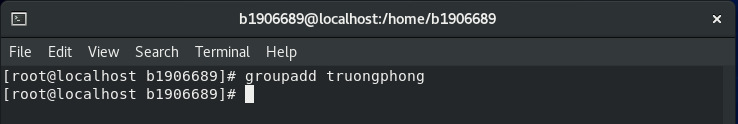 b1906689@localhost:/home/b1906689
File Edit View Search Terminal Help
[root@localhost b1906689]# groupadd truongphong
[root@localhost b1906689]#